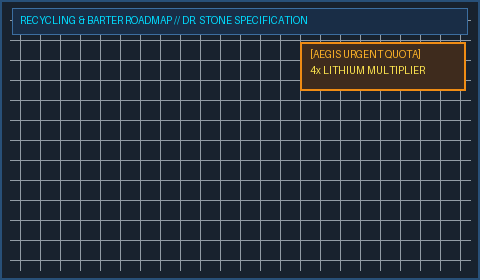 RECYCLING & BARTER ROADMAP // DR. STONE SPECIFICATION
[AEGIS URGENT QUOTA]
4x LITHIUM MULTIPLIER